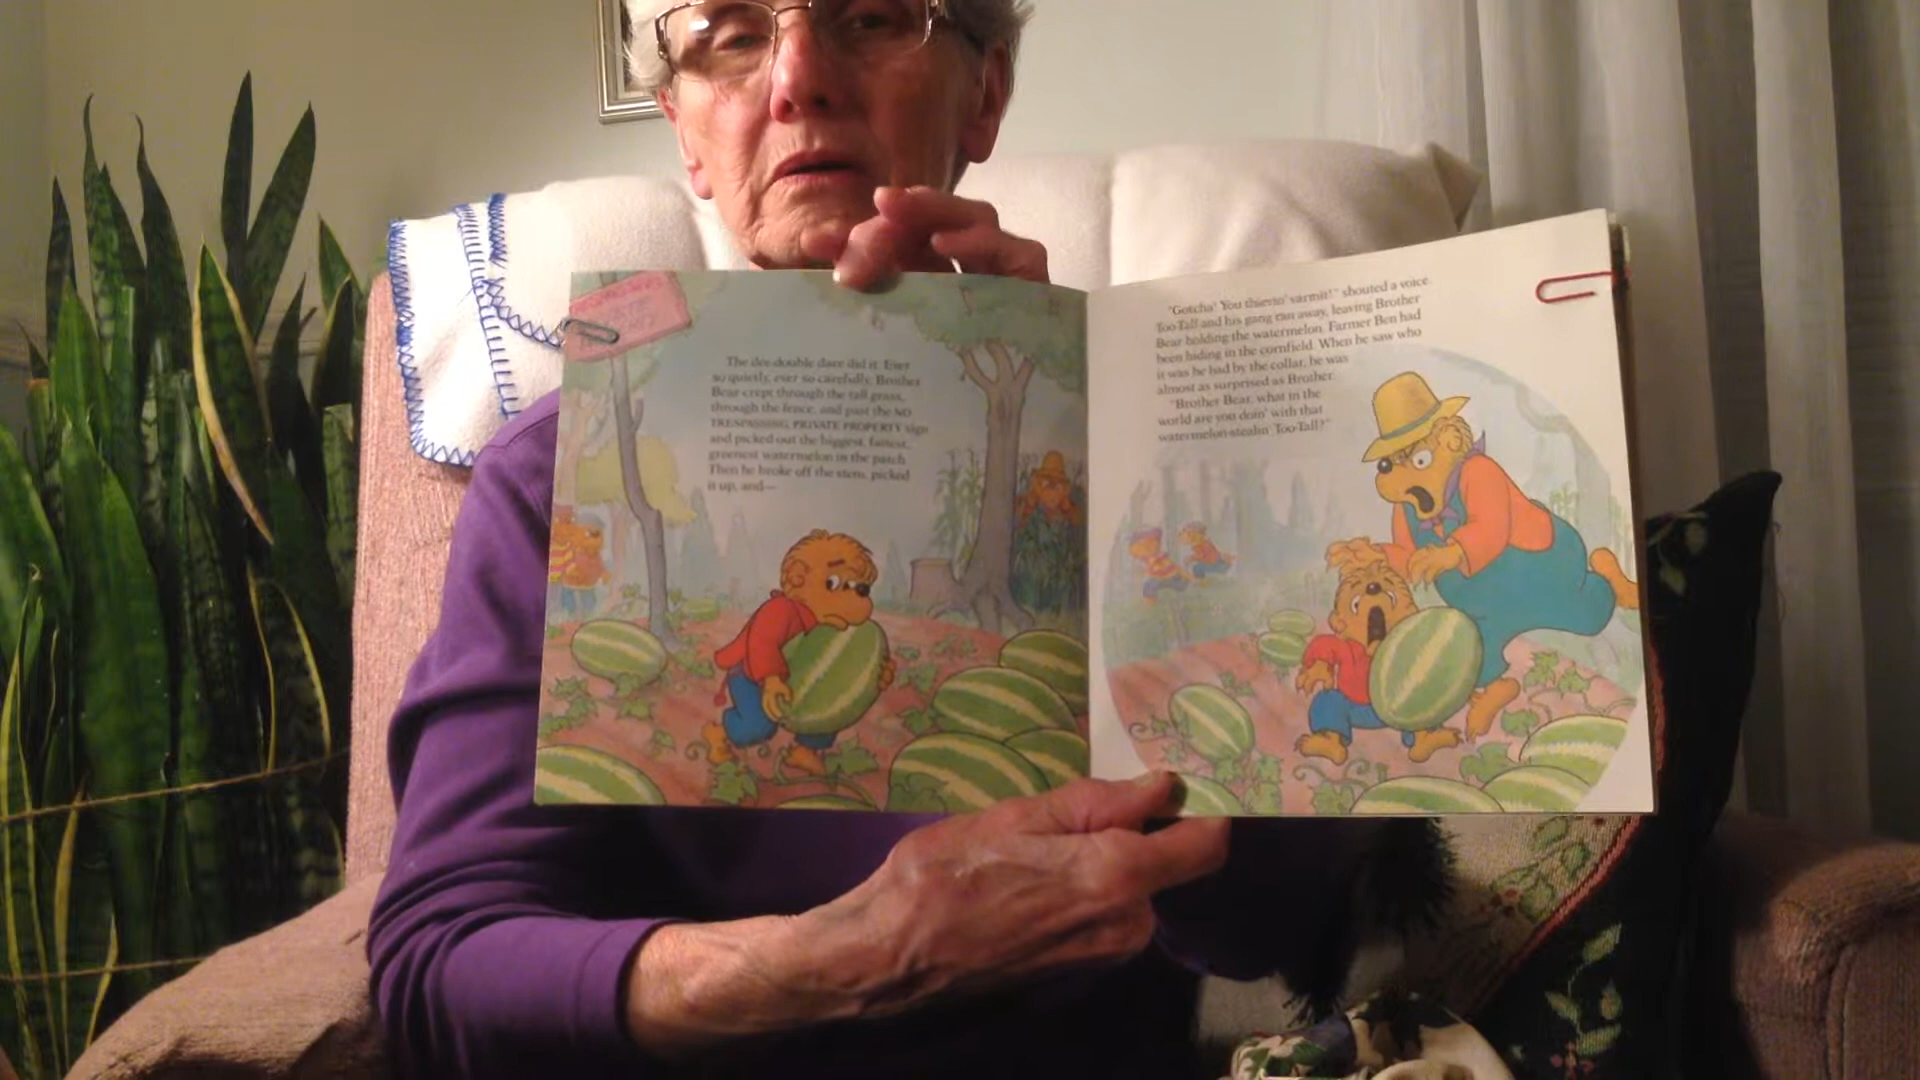 The dee-double dare did it. Ever
so quietly, ever so carefully, Brother
Bear crept through the tall grass,
through the fence, and past the NO
TRESPASSING, PRIVATE PROPERTY sign
and picked out the biggest, fattest,
greenest watermelon in the patch.
Then he broke off the stem, picked
it up, and—
"Gotcha! You thievin' varmit!" shouted a voice.
Too-Tall and his gang ran away, leaving Brother
Bear holding the watermelon. Farmer Ben had
been hiding in the cornfield. When he saw who
it was he had by the collar, he was
almost as surprised as Brother.
"Brother Bear, what in the
world are you doin' with that
watermelon-stealin' Too-Tall?"